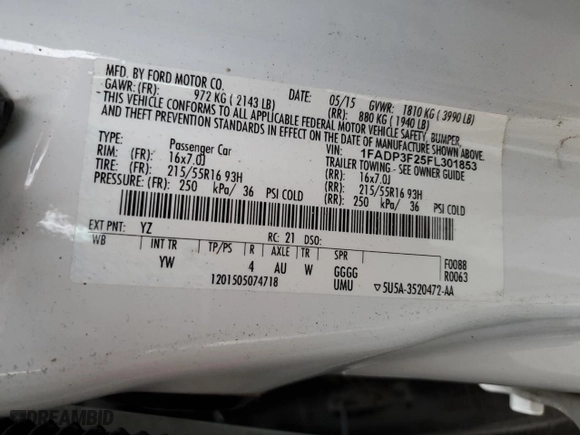 MFD. BY FORD MOTOR CO.
DATE: 05/15 GVWR: 1810 KG ( 3990 LB)
GAWR: (FR): 972 KG ( 2143 LB) (RR): 880 KG ( 1940 LB)
-THIS VEHICLE CONFORMS TO ALL APPLICABLE FEDERAL MOTOR VEHICLE SAFETY, BUMPER,
-AND THEFT PREVENTION STANDARDS IN EFFECT ON THE DATE OF MANUFACTURE SHOWN ABOVE.
VIN: 1FADP3F25FL301853
TYPE: Passenger Car TRAILER TOWING - SEE OWNER GUIDE
RIM: (FR): 16x7.0J (RR): 16x7.0J
TIRE: (FR): 215/55R16 93H (RR): 215/55R16 93H
PRESSURE: (FR): 250 kPa/ 36 PSI COLD (RR): 250 kPa/ 36 PSI COLD
EXT PNT: YZ RC: 21 DSO:
WB INT TR TP/PS R AXLE TR SPR F0088
YW 4 AU W GGGG R0063
1201505074718 UMU ▽5U5A-3520472-AA
DREAMBID